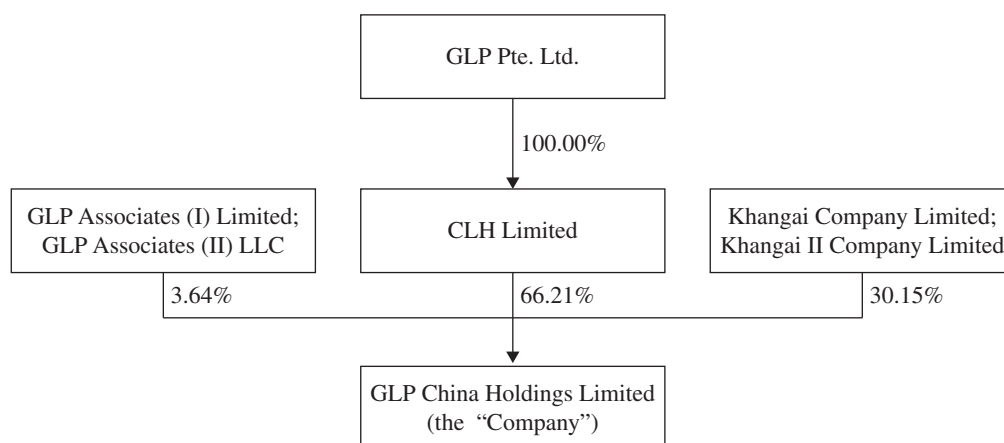 GLP Pte. Ltd.
100.00%
GLP Associates (I) Limited;
GLP Associates (II) LLC
CLH Limited
Khangai Company Limited;
Khangai II Company Limited
3.64%
66.21%
30.15%
GLP China Holdings Limited
(the “Company”)